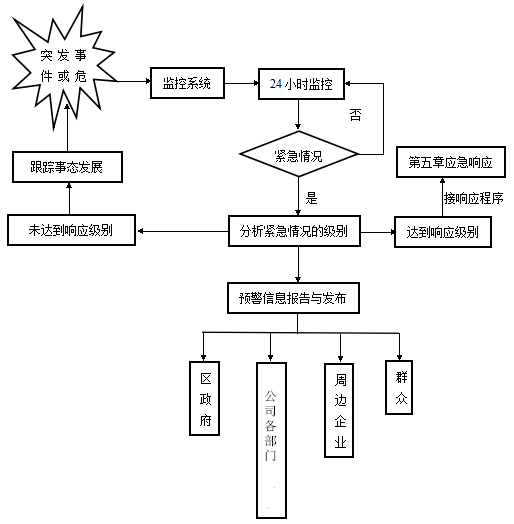 突发事
件或危
监控系统
24小时监控
否
紧急情况
跟踪事态发展
第五章应急响应
是
接响应程序
未达到响应级别
分析紧急情况的级别
达到响应级别
预警信息报告与发布
区政府
公司各部门
周边企业
群众